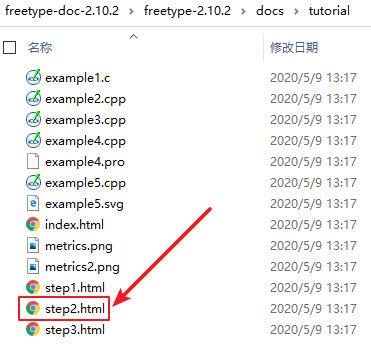 freetype-doc-2.10.2 > freetype-2.10.2 > docs > tutorial
名称 修改日期
example1.c 2020/5/9 13:17
example2.cpp 2020/5/9 13:17
example3.cpp 2020/5/9 13:17
example4.cpp 2020/5/9 13:17
example4.pro 2020/5/9 13:17
example5.cpp 2020/5/9 13:17
example5.svg 2020/5/9 13:17
index.html 2020/5/9 13:17
metrics.png 2020/5/9 13:17
metrics2.png 2020/5/9 13:17
step1.html 2020/5/9 13:17
step2.html 2020/5/9 13:17
step3.html 2020/5/9 13:17